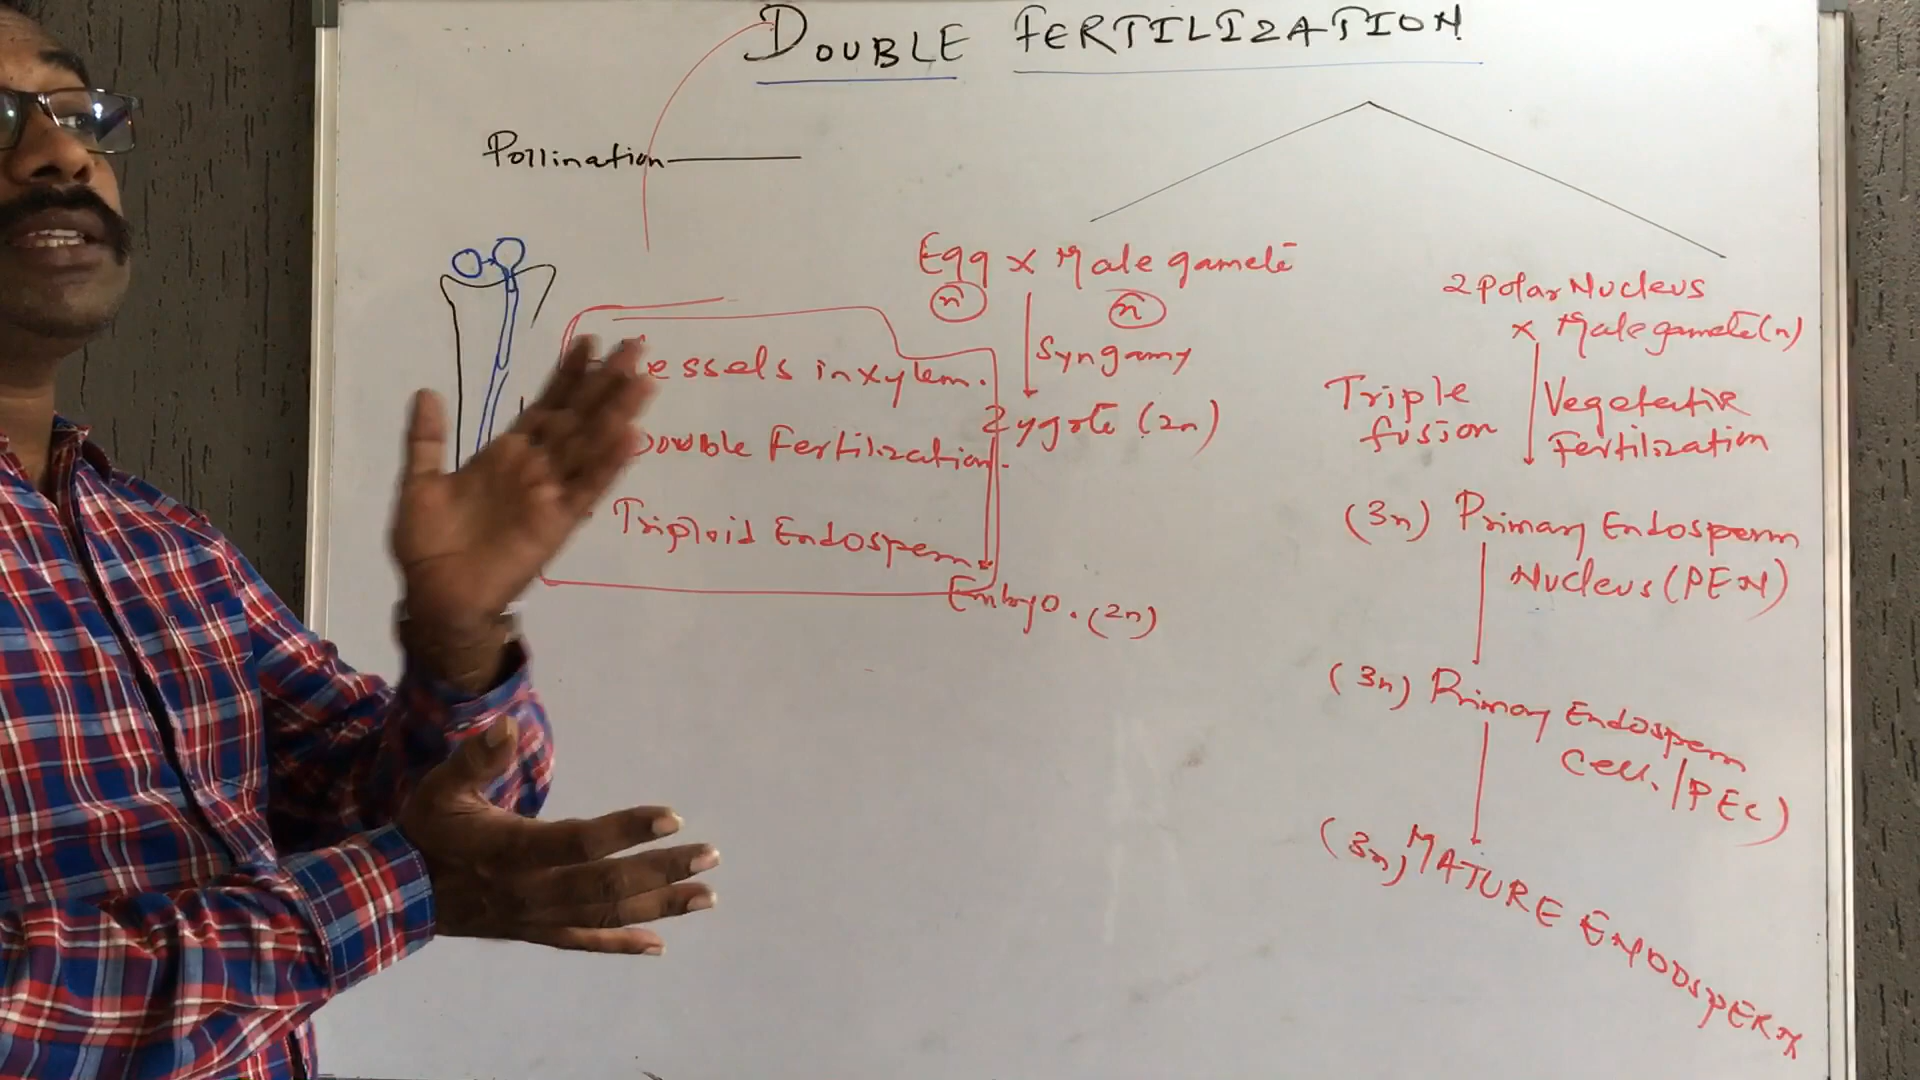 DOUBLE FERTILIZATION
Pollination
Egg x Male gamete
n n
Syngamy
Zygote (2n)
Embryo. (2n)
essels in xylem.
Double Fertilization.
Triploid Endosperm.
2 Polar Nucleus
x Male gamete (n)
Triple fusion
Vegetative Fertilization
(3n) Primary Endosperm
Nucleus (PEN)
(3n) Primary Endosperm
Cell. (PEC)
(3n) MATURE ENDOSPERM